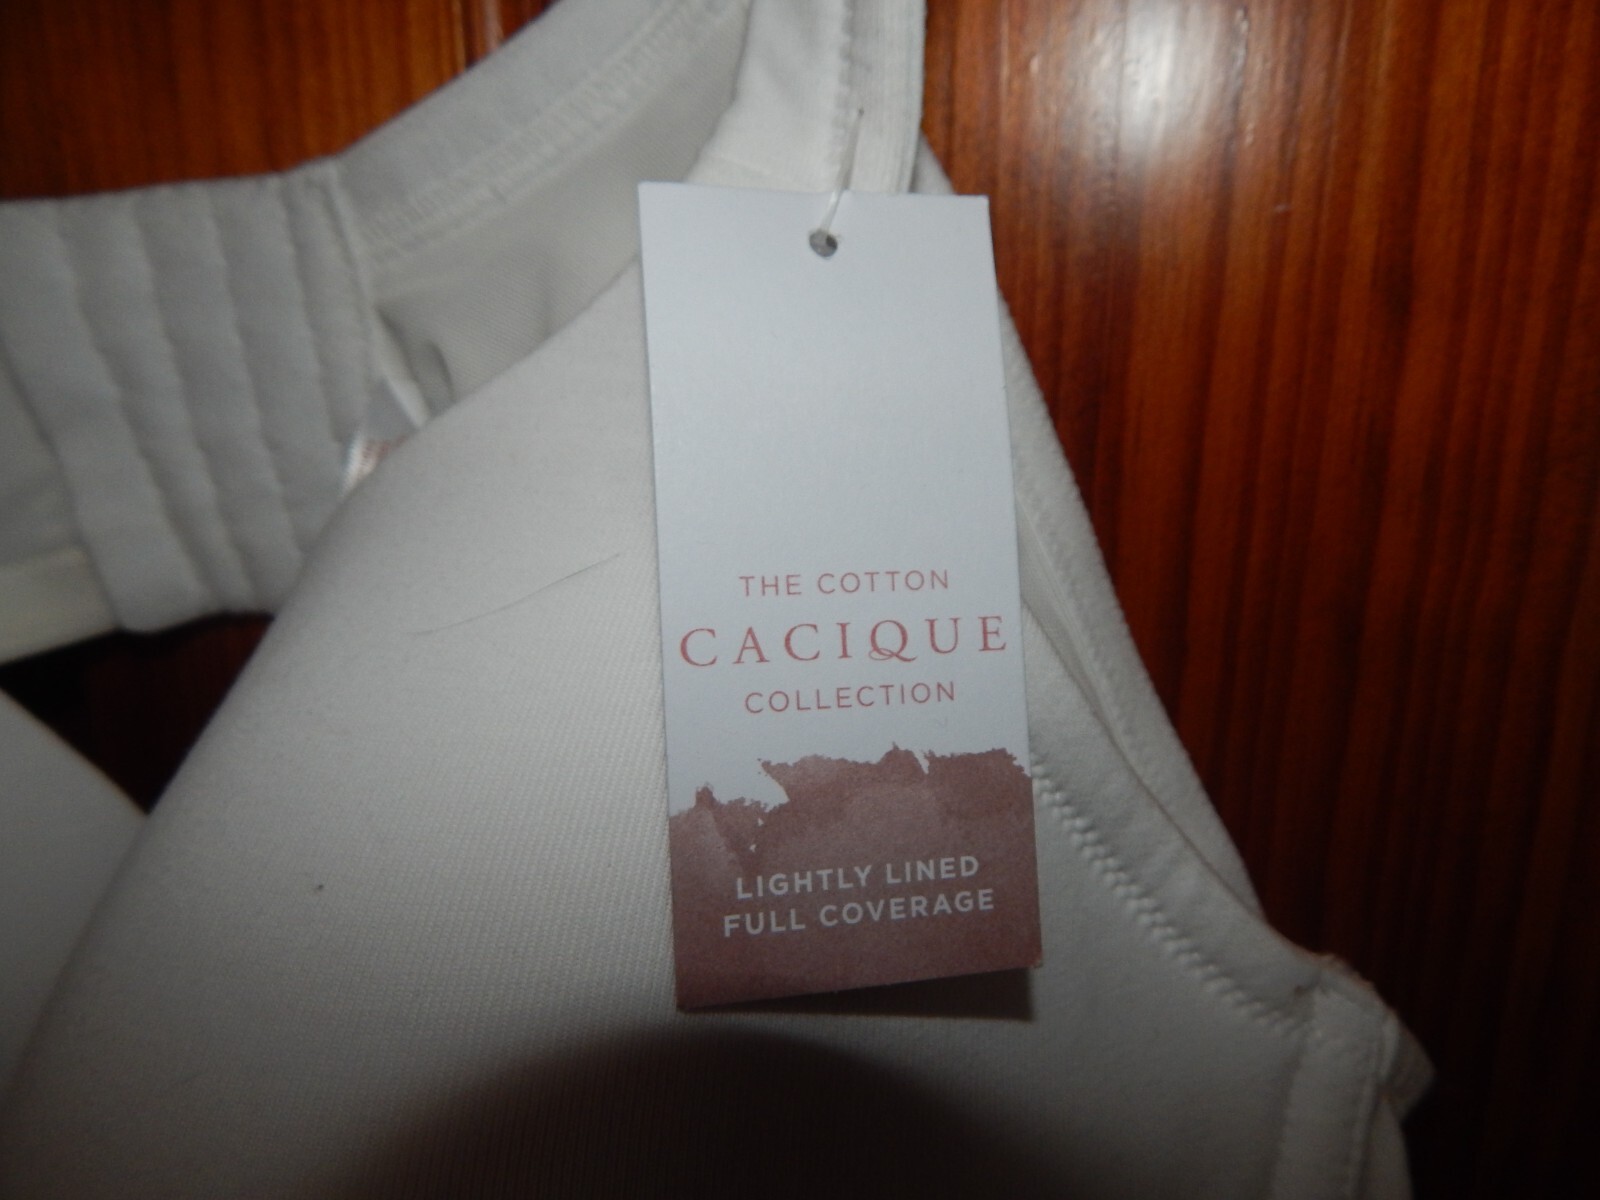 THE COTTON
CACIQUE
COLLECTION
LIGHTLY LINED
FULL COVERAGE